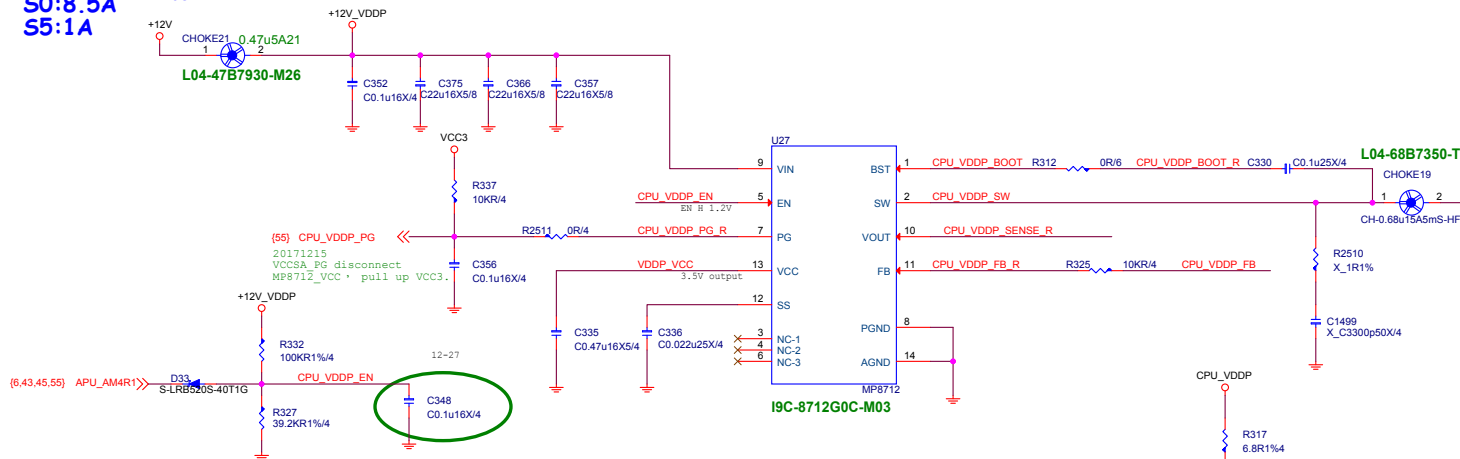 S0:8.5A
S5:1A
+12V
CHOKE21 0.47u5A21
1 2
L04-47B7930-M26
+12V_VDDP
C352
C0.1u16X/4
C375
C22u16X5/8
C366
C22u16X5/8
C357
C22u16X5/8
VCC3
R337
10KR/4
{55} CPU_VDDP_PG
20171215
VCCSA_PG disconnect
MP8712_VCC, pull up VCC3.
C356
C0.1u16X/4
R2511 0R/4
CPU_VDDP_EN
EN H 1.2V
CPU_VDDP_PG_R
VDDP_VCC
3.5V output
C335
C0.47u16X5/4
C336
C0.022u25X/4
U27
9 VIN
5 EN
7 PG
13 VCC
12 SS
3 NC-1
4 NC-2
6 NC-3
BST 1
SW 2
VOUT 10
FB 11
PGND 8
AGND 14
MP8712
I9C-8712G0C-M03
CPU_VDDP_BOOT R312 0R/6 CPU_VDDP_BOOT_R C330 C0.1u25X/4
CPU_VDDP_SW
CPU_VDDP_SENSE_R
CPU_VDDP_FB_R R325 10KR/4 CPU_VDDP_FB
L04-68B7350-T
CHOKE19
1 2
CH-0.68u15A5mS-HF
R2510
X_1R1%
C1499
X_C3300p50X/4
+12V_VDDP
R332
100KR1%/4
12-27
{6,43,45,55} APU_AM4R1
D33
S-LRB520S-40T1G
CPU_VDDP_EN
R327
39.2KR1%/4
C348
C0.1u16X/4
CPU_VDDP
R317
6.8R1%4